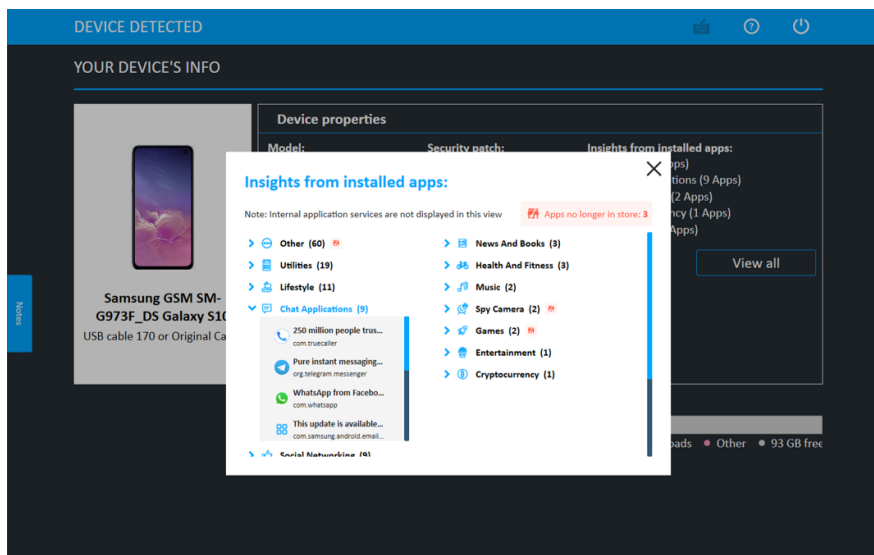 DEVICE DETECTED
YOUR DEVICE'S INFO
Device properties
Model:
Security patch:
Insights from installed apps:
tions (9 Apps)
(2 Apps)
ncy (1 Apps)
Apps)
View all
Notes
Samsung GSM SM-
G973F_DS Galaxy S10
USB cable 170 or Original Ca
Insights from installed apps:
Note: Internal application services are not displayed in this view
Apps no longer in store: 3
Other (60)
Utilities (19)
Lifestyle (11)
Chat Applications (9)
250 million people trus...
com.truecaller
Pure instant messaging...
org.telegram.messenger
WhatsApp from Facebo...
com.whatsapp
This update is available...
com.samsung.android.email...
Social Networking (9)
News And Books (3)
Health And Fitness (3)
Music (2)
Spy Camera (2)
Games (2)
Entertainment (1)
Cryptocurrency (1)
oads
Other
93 GB free